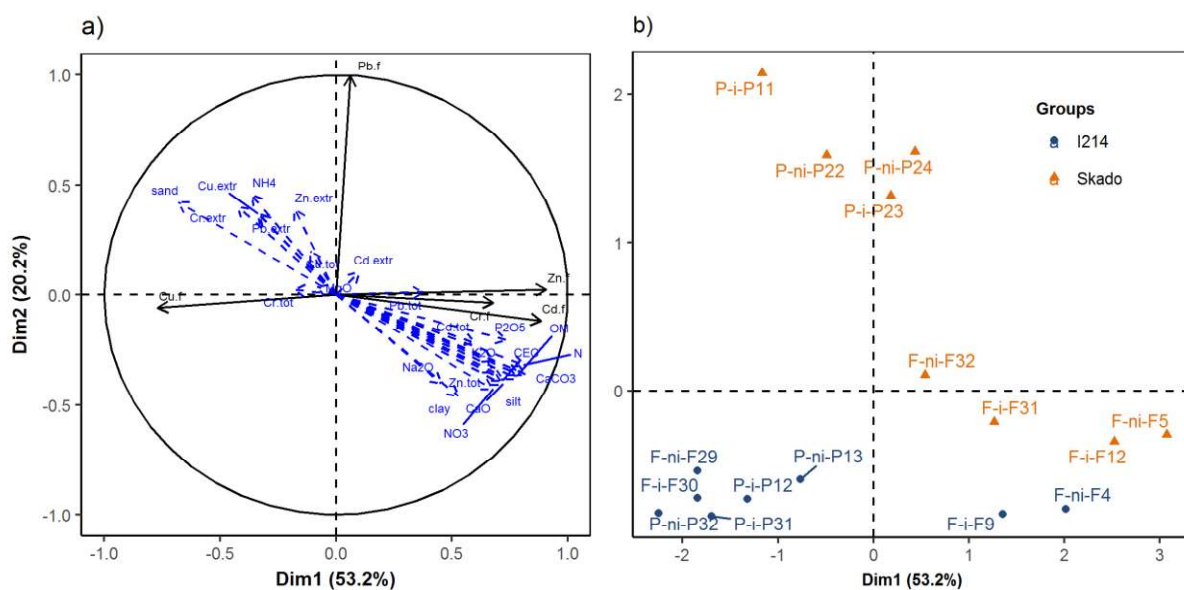 a)
1.0
0.5
0.0
-0.5
-1.0
Dim2 (20.2%)
-1.0
-0.5
0.0
0.5
1.0
Dim1 (53.2%)
Pb.f
sand
Cu.extr
NH4
Zn.extr
Cr.extr
Pb.extr
Cd.extr
Cu.f
Cr.tot
Pb.tot
Zn.f
Cd.f
Cr.f
Cd.tot
P2O5
OM
CEC
N
Na2O
Zn.tot
CaCO3
clay
CaO
silt
NO3
b)
2
1
0
-2
-1
0
1
2
3
Dim1 (53.2%)
Groups
I214
Skado
P-i-P11
P-ni-P22
P-ni-P24
P-i-P23
F-ni-F32
F-i-F31
F-ni-F5
F-i-F12
F-ni-F29
P-ni-P13
F-i-F30
P-i-P12
P-ni-P32
P-i-P31
F-i-F9
F-ni-F4